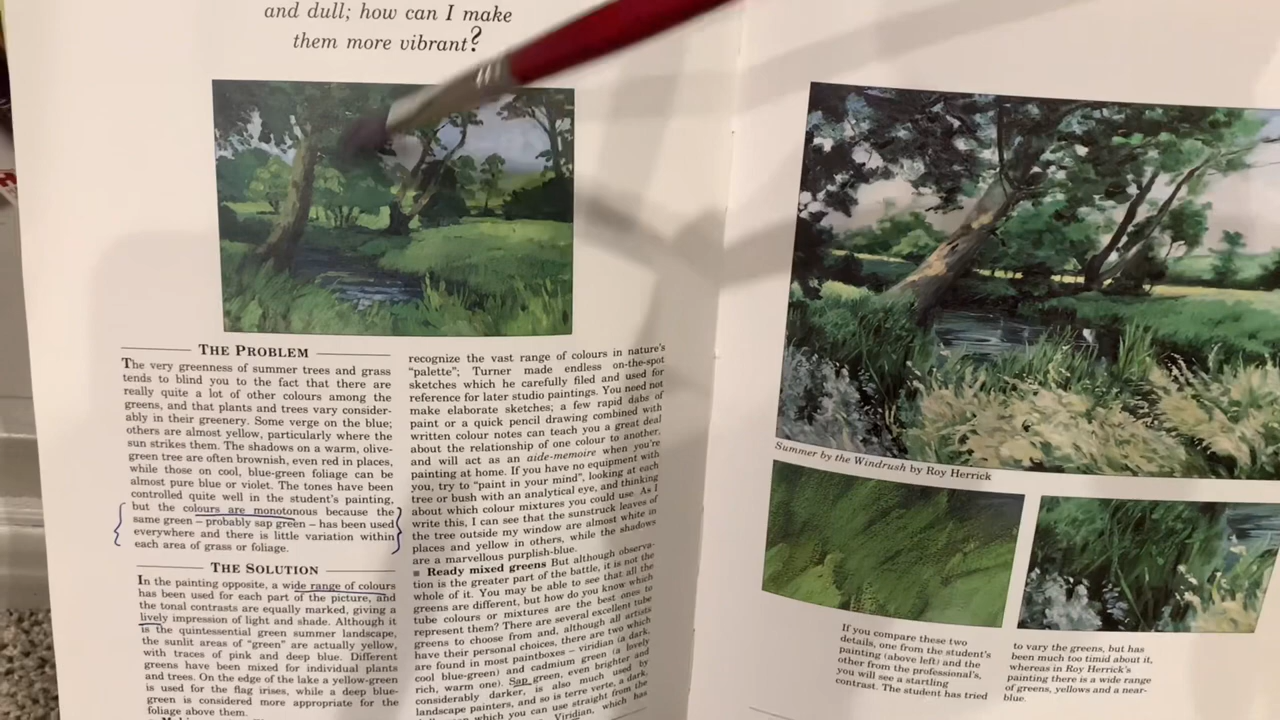 and dull; how can I make
them more vibrant?
THE PROBLEM
The very greenness of summer trees and grass
tends to blind you to the fact that there are
really quite a lot of other colours among the
greens, and that plants and trees vary consider-
ably in their greenery. Some verge on the blue;
others are almost yellow, particularly where the
sun strikes them. The shadows on a warm, olive-
green tree are often brownish, even red in places,
while those on cool, blue-green foliage can be
almost pure blue or violet. The tones have been
controlled quite well in the student's painting,
but the colours are monotonous because the
same green – probably sap green – has been used
everywhere and there is little variation within
each area of grass or foliage.
THE SOLUTION
In the painting opposite, a wide range of colours
has been used for each part of the picture, and
the tonal contrasts are equally marked, giving a
lively impression of light and shade. Although it
is the quintessential green summer landscape,
the sunlit areas of "green" are actually yellow,
with traces of pink and deep blue. Different
greens have been mixed for individual plants
and trees. On the edge of the lake a yellow-green
is used for the flag irises, while a deep blue-
green is considered more appropriate for the
foliage above them.
recognize the vast range of colours in nature's
"palette"; Turner made endless on-the-spot
sketches which he carefully filed and used for
reference for later studio paintings. You need not
make elaborate sketches; a few rapid dabs of
paint or a quick pencil drawing combined with
written colour notes can teach you a great deal
about the relationship of one colour to another,
and will act as an aide-memoire when you're
painting at home. If you have no equipment with
you, try to "paint in your mind", looking at each
tree or bush with an analytical eye, and thinking
about which colour mixtures you could use. As I
write this, I can see that the sunstruck leaves of
the tree outside my window are almost white in
places and yellow in others, while the shadows
are a marvellous purplish-blue.
■ Ready mixed greens But although observa-
tion is the greater part of the battle, it is not the
whole of it. You may be able to see that all the
greens are different, but how do you know which
tube colours or mixtures are the best ones to
represent them? There are several excellent tube
greens to choose from and, although all artists
have their personal choices, there are two which
are found in most paintboxes – viridian (a dark,
cool blue-green) and cadmium green (a lovely
rich, warm one). Sap green, even brighter and
considerably darker, is also much used by
landscape painters, and so is terre verte, a dark,
which you can use straight from the
Viridian, which has
Summer by the Windrush by Roy Herrick
If you compare these two
details, one from the student's
painting (above left) and the
other from the professional's,
you will see a startling
contrast. The student has tried
to vary the greens, but has
been much too timid about it,
whereas in Roy Herrick's
painting there is a wide range
of greens, yellows and a near-
blue.